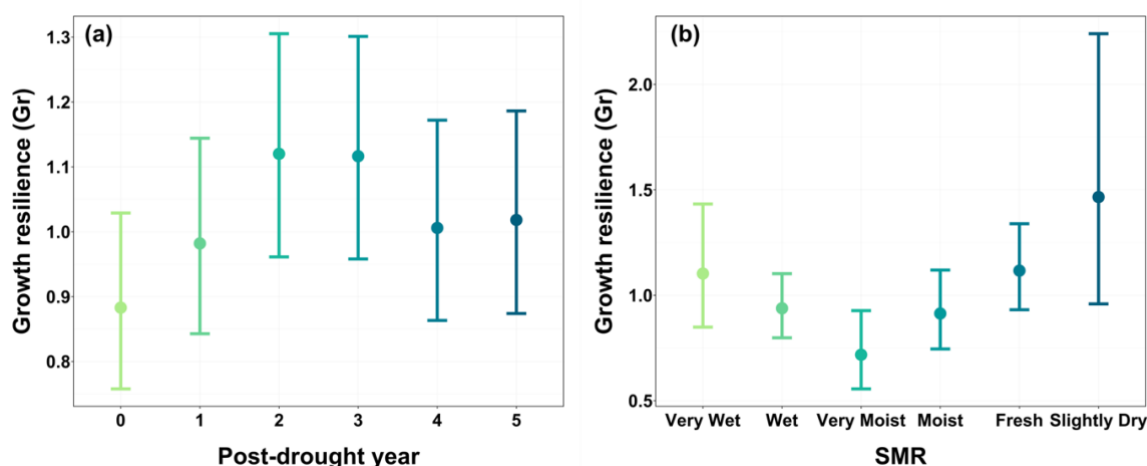 (a)
Growth resilience (Gr)
1.3
1.2
1.1
1.0
0.9
0.8
0 1 2 3 4 5
Post-drought year
(b)
Growth resilience (Gr)
2.0
1.5
1.0
0.5
Very Wet Wet Very Moist Moist Fresh Slightly Dry
SMR